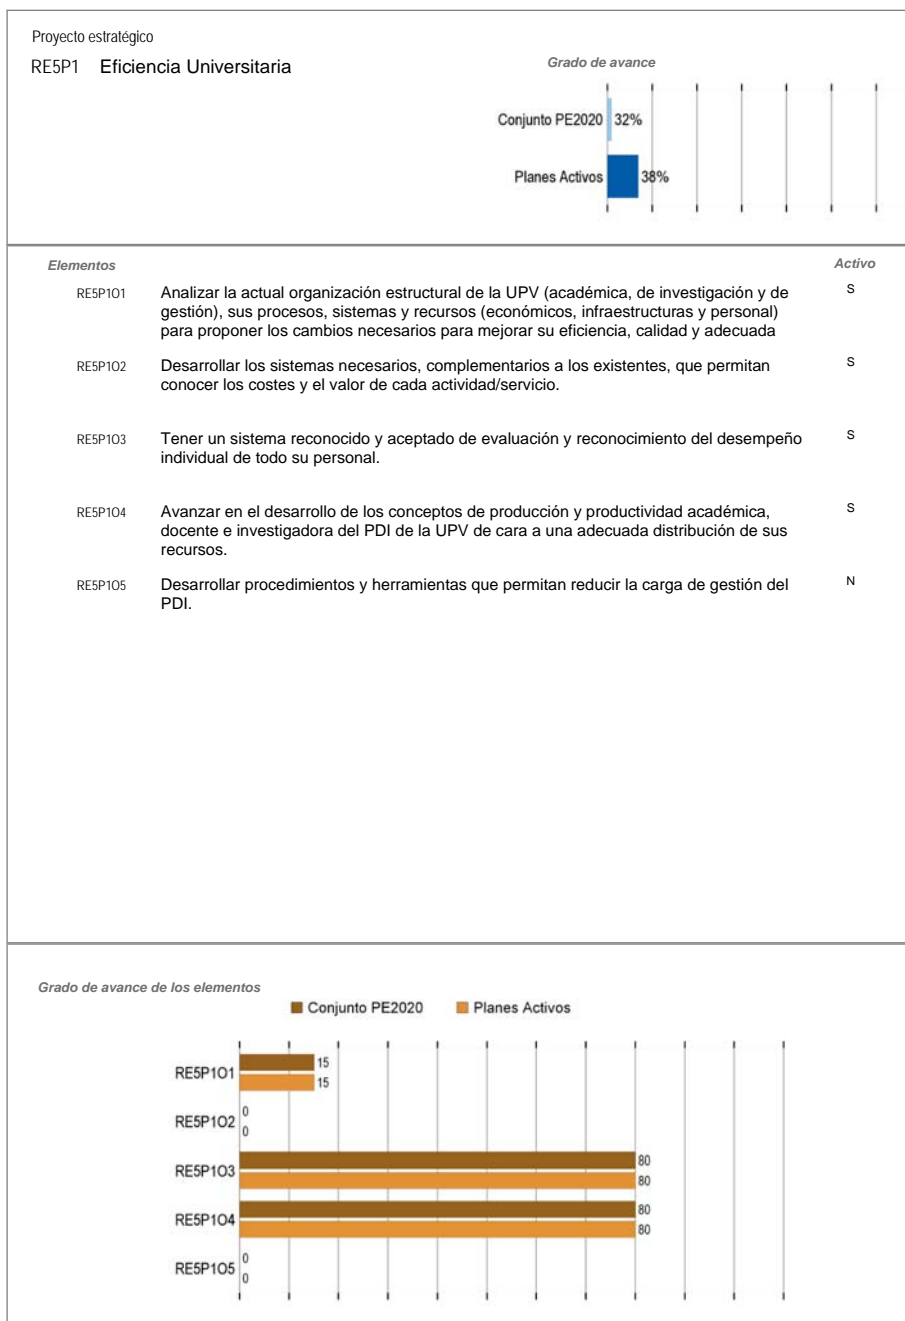 Proyecto estratégico
RE5P1 Eficiencia Universitaria
Grado de avance
Conjunto PE2020 32%
Planes Activos 38%
Elementos Activo
RE5P1O1 Analizar la actual organización estructural de la UPV (académica, de investigación y de S
gestión), sus procesos, sistemas y recursos (económicos, infraestructuras y personal)
para proponer los cambios necesarios para mejorar su eficiencia, calidad y adecuada
RE5P1O2 Desarrollar los sistemas necesarios, complementarios a los existentes, que permitan S
conocer los costes y el valor de cada actividad/servicio.
RE5P1O3 Tener un sistema reconocido y aceptado de evaluación y reconocimiento del desempeño S
individual de todo su personal.
RE5P1O4 Avanzar en el desarrollo de los conceptos de producción y productividad académica, S
docente e investigadora del PDI de la UPV de cara a una adecuada distribución de sus
recursos.
RE5P1O5 Desarrollar procedimientos y herramientas que permitan reducir la carga de gestión del N
PDI.
Grado de avance de los elementos
Conjunto PE2020 Planes Activos
RE5P1O1 15
15
RE5P1O2 0
0
RE5P1O3 80
80
RE5P1O4 80
80
RE5P1O5 0
0